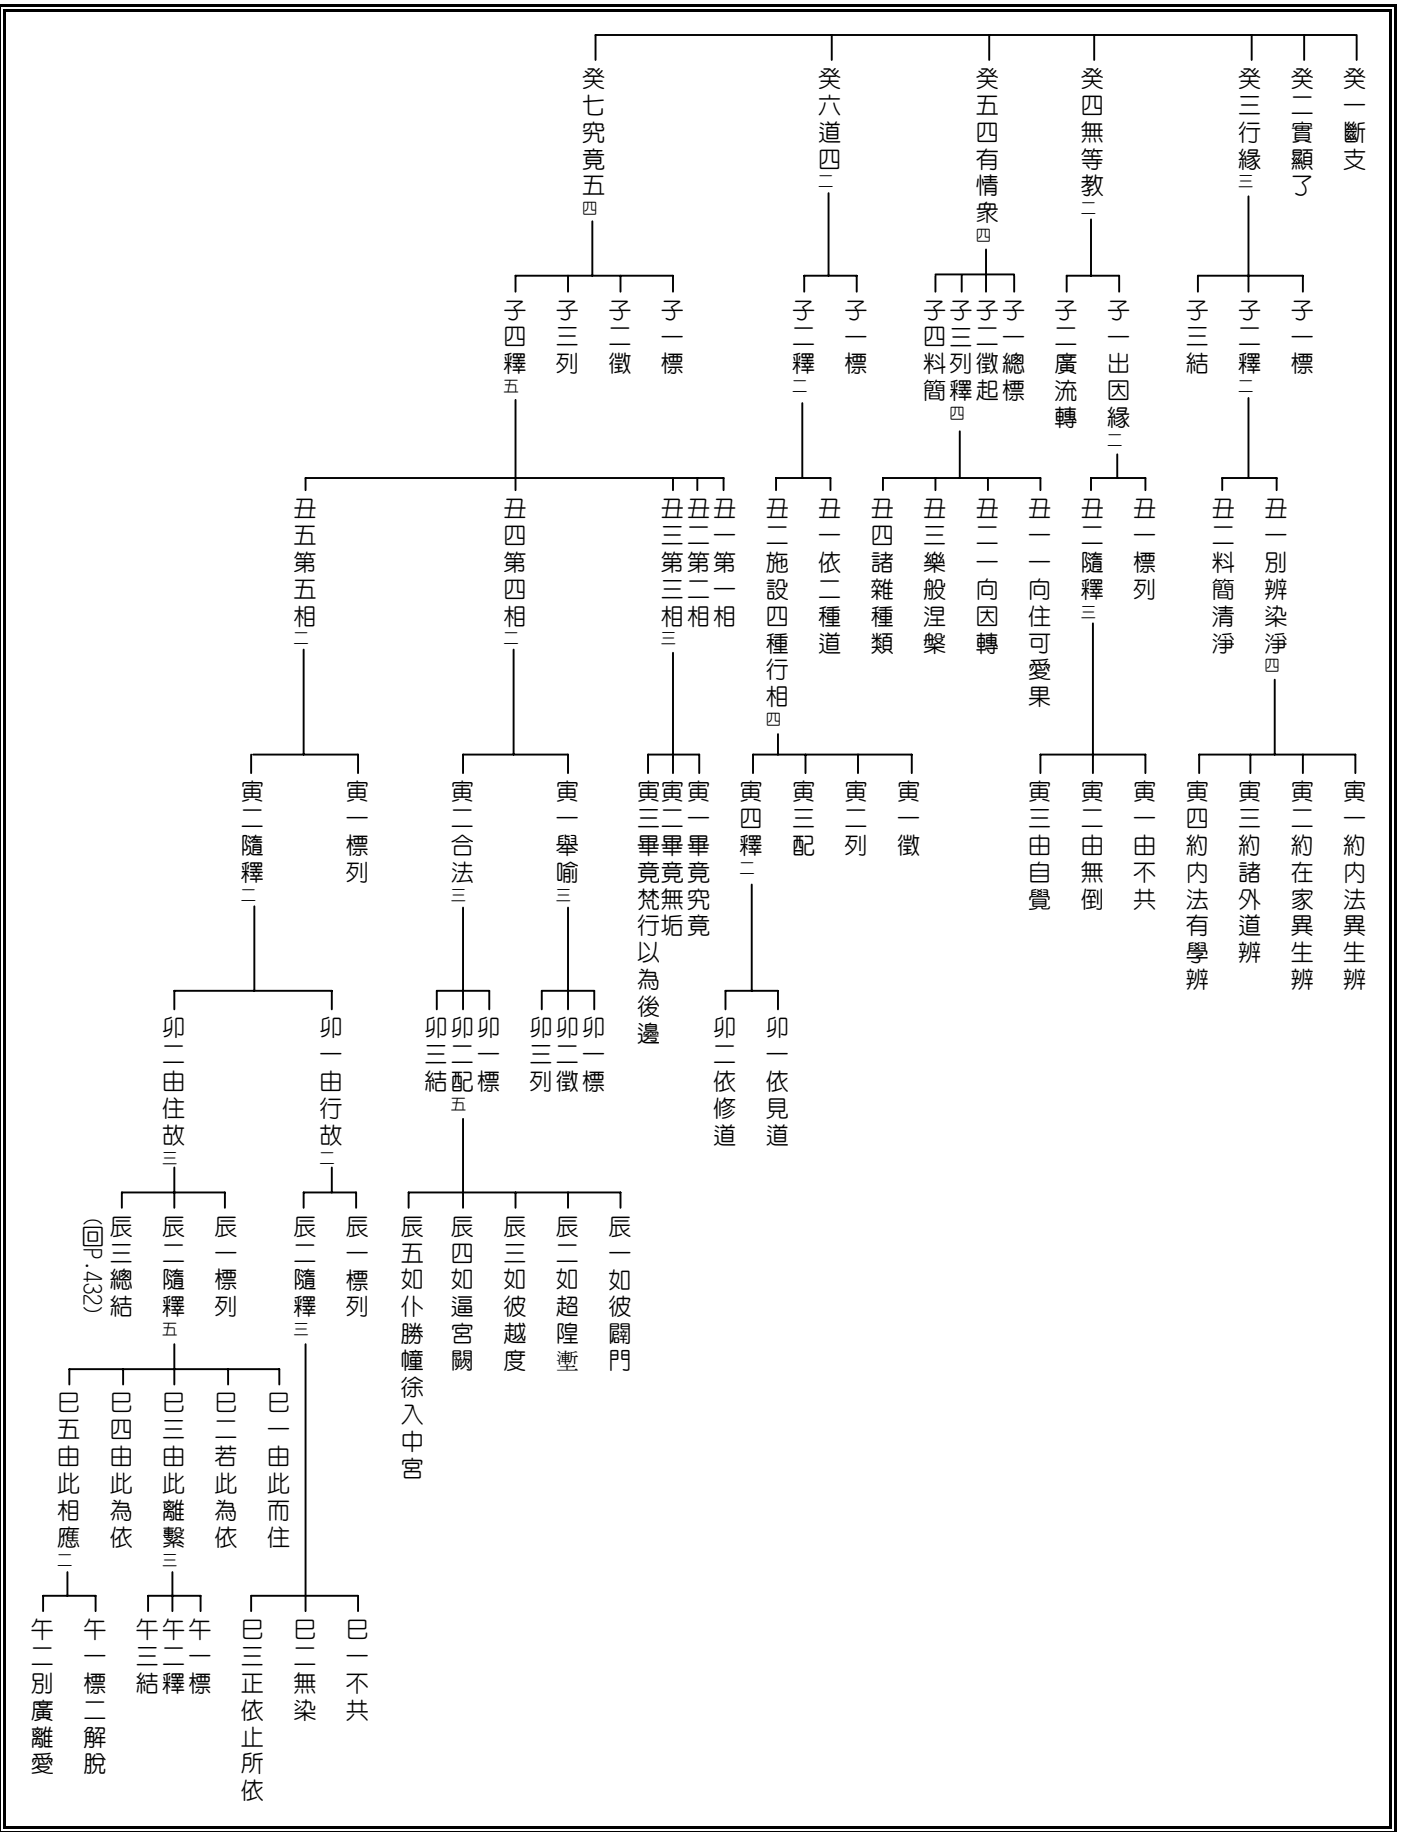 癸一斷支
癸二實顯了
癸三行緣三
癸四無等教二
癸五四有情衆四
癸六道四二
癸七究竟五四
子一標
子二釋二
子三結
子一出因緣二
子二廣流轉
子一總標
子二徵起
子三列釋四
子四料簡
子一標
子二釋二
子一標
子二徵
子三列
子四釋五
丑一別辨染淨四
丑二料簡清淨
丑一標列
丑二隨釋三
丑一一向住可愛果
丑二一向因轉
丑三樂般涅槃
丑四諸雜種類
丑一依二種道
丑二施設四種行相四
丑一第一相
丑二第二相
丑三第三相三
丑四第四相二
丑五第五相二
寅一約内法異生辨
寅二約在家異生辨
寅三約諸外道辨
寅四約内法有學辨
寅一由不共
寅二由無倒
寅三由自覺
寅一徵
寅二列
寅三配
寅四釋二
寅一畢竟究竟
寅二畢竟無垢
寅三畢竟梵行以為後邊
寅一舉喻三
寅二合法三
寅一標列
寅二隨釋二
卯一依見道
卯二依修道
卯一標
卯二徵
卯三列
卯一標
卯二配五
卯三結
卯一由行故二
卯二由住故三
辰一如彼闢門
辰二如超隍壍
辰三如彼越度
辰四如逼宮闕
辰五如仆勝幢徐入中宮
辰一標列
辰二隨釋三
辰一標列
辰二隨釋五
辰三總結
(回P.432)
巳一不共
巳二無染
巳三正依止所依
巳一由此而住
巳二若此為依
巳三由此離繫三
巳四由此為依
巳五由此相應二
午一標
午二釋
午三結
午一標二解脫
午二別廣離愛